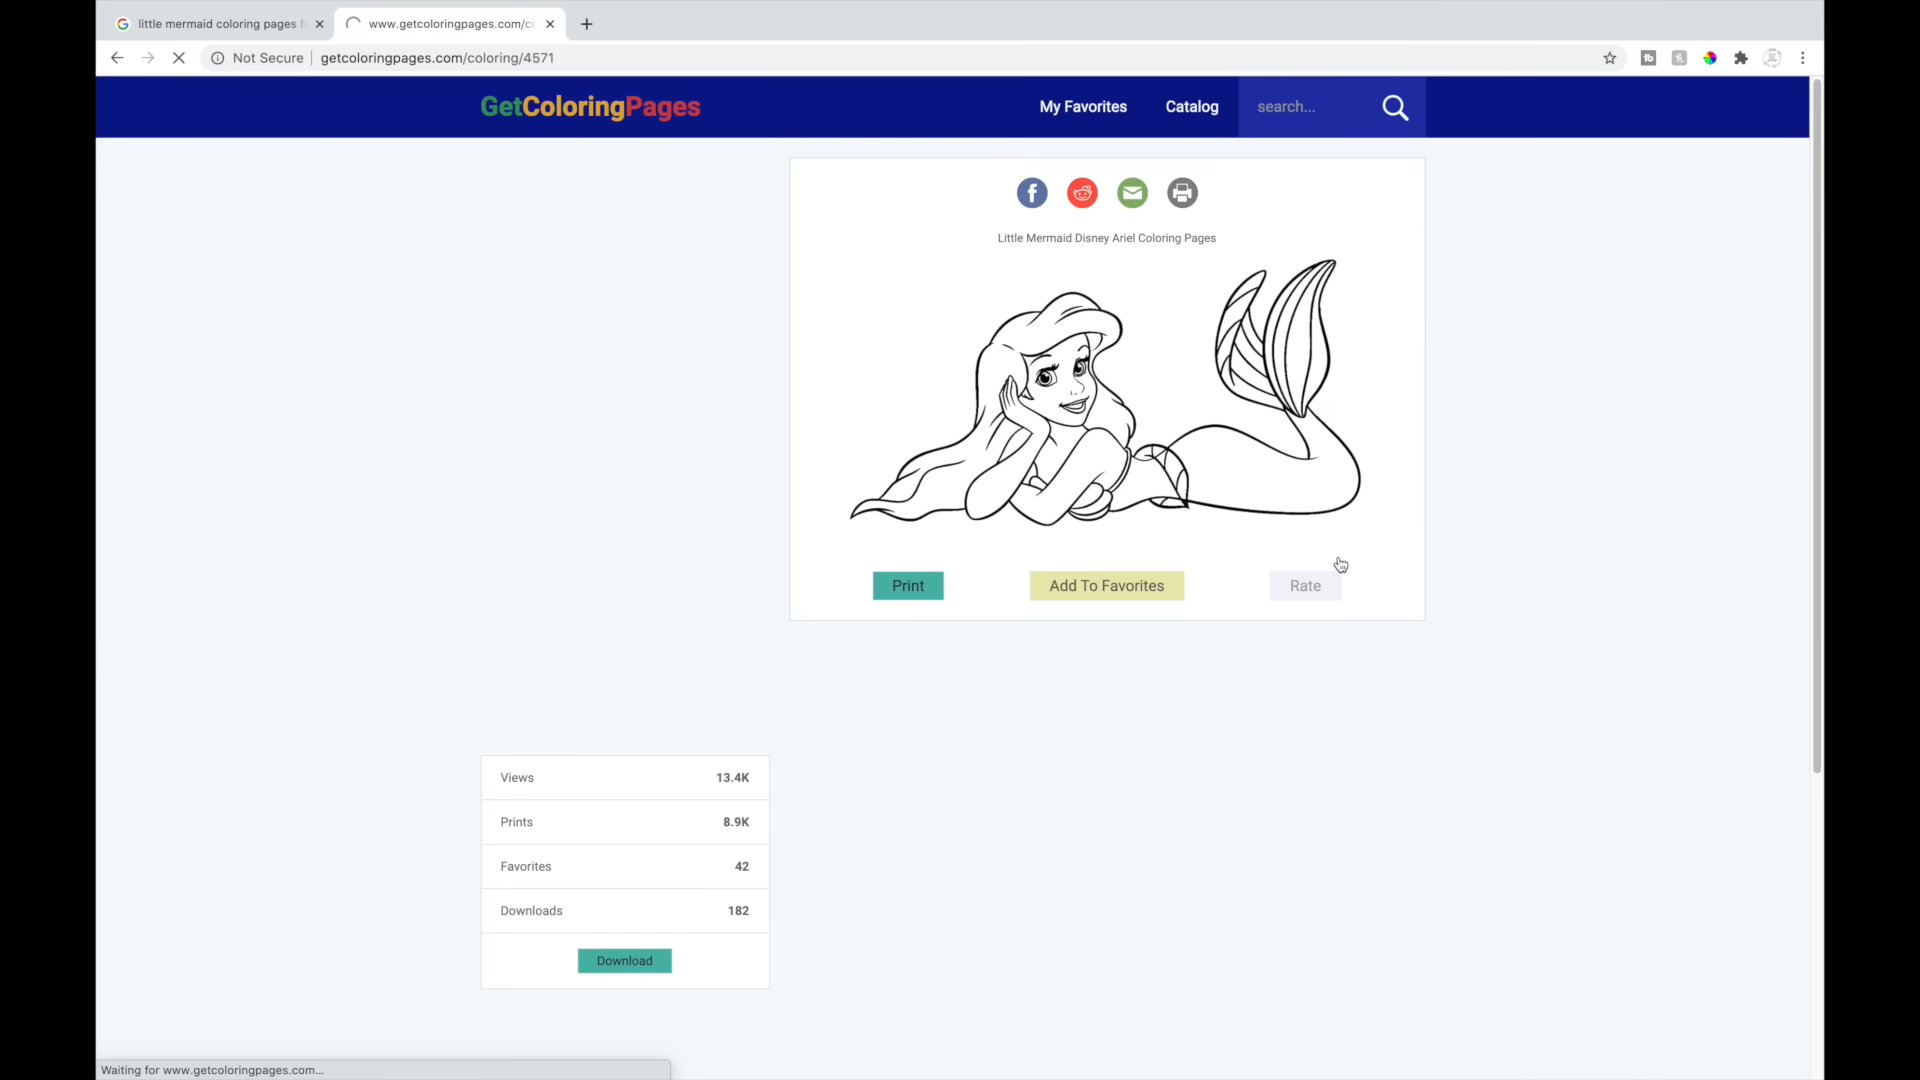 little mermaid coloring pages f
www.getcoloringpages.com/c
Not Secure
getcoloringpages.com/coloring/4571
GetColoringPages
My Favorites
Catalog
search...
Little Mermaid Disney Ariel Coloring Pages
Print
Add To Favorites
Rate
Views 13.4K
Prints 8.9K
Favorites 42
Downloads 182
Download
Waiting for www.getcoloringpages.com...